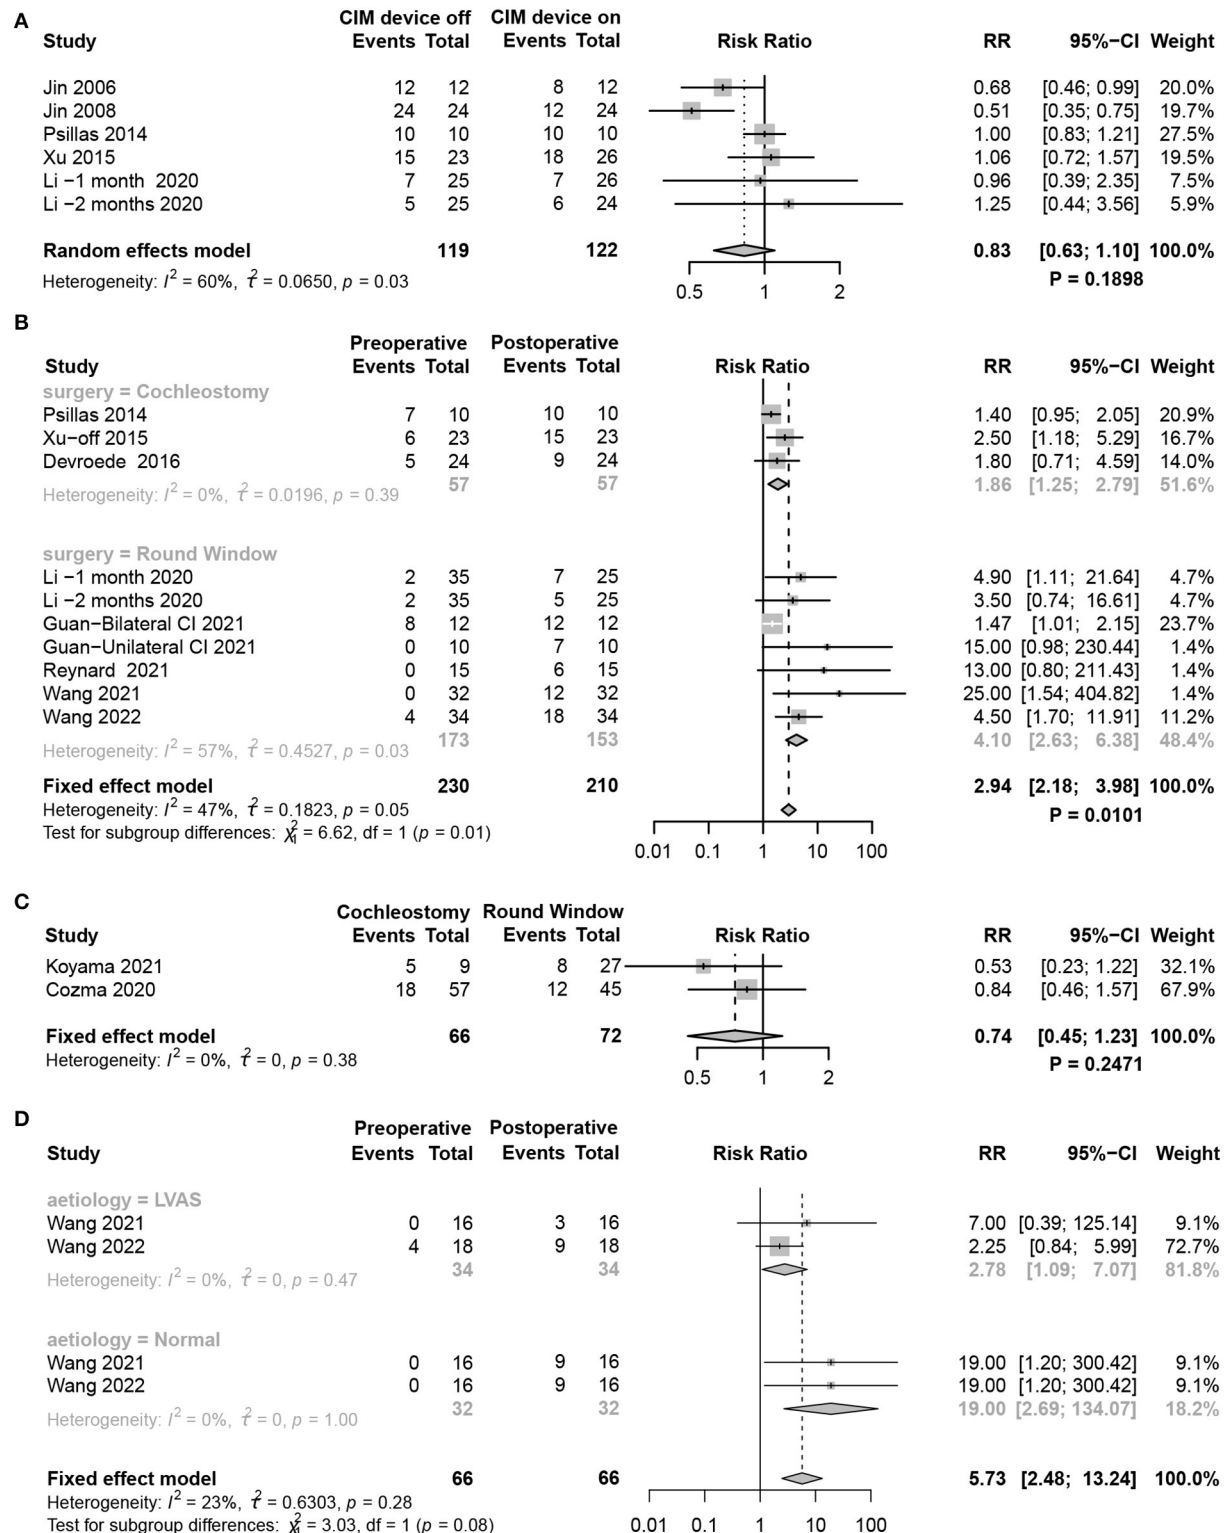 A
CIM device off CIM device on
Study Events Total Events Total Risk Ratio RR 95%−CI Weight
Jin 2006 12 12 8 12 0.68 [0.46; 0.99] 20.0%
Jin 2008 24 24 12 24 0.51 [0.35; 0.75] 19.7%
Psillas 2014 10 10 10 10 1.00 [0.83; 1.21] 27.5%
Xu 2015 15 23 18 26 1.06 [0.72; 1.57] 19.5%
Li −1 month 2020 7 25 7 26 0.96 [0.39; 2.35] 7.5%
Li −2 months 2020 5 25 6 24 1.25 [0.44; 3.56] 5.9%
Random effects model 119 122 0.83 [0.63; 1.10] 100.0%
Heterogeneity: I² = 60%, τ² = 0.0650, p = 0.03 P = 0.1898
0.5 1 2
B
Preoperative Postoperative
Study Events Total Events Total Risk Ratio RR 95%−CI Weight
surgery = Cochleostomy
Psillas 2014 7 10 10 10 1.40 [0.95; 2.05] 20.9%
Xu−off 2015 6 23 15 23 2.50 [1.18; 5.29] 16.7%
Devroede 2016 5 24 9 24 1.80 [0.71; 4.59] 14.0%
Heterogeneity: I² = 0%, τ² = 0.0196, p = 0.39 57 57 1.86 [1.25; 2.79] 51.6%
surgery = Round Window
Li −1 month 2020 2 35 7 25 4.90 [1.11; 21.64] 4.7%
Li −2 months 2020 2 35 5 25 3.50 [0.74; 16.61] 4.7%
Guan−Bilateral CI 2021 8 12 12 12 1.47 [1.01; 2.15] 23.7%
Guan−Unilateral CI 2021 0 10 7 10 15.00 [0.98; 230.44] 1.4%
Reynard 2021 0 15 6 15 13.00 [0.80; 211.43] 1.4%
Wang 2021 0 32 12 32 25.00 [1.54; 404.82] 1.4%
Wang 2022 4 34 18 34 4.50 [1.70; 11.91] 11.2%
Heterogeneity: I² = 57%, τ² = 0.4527, p = 0.03 173 153 4.10 [2.63; 6.38] 48.4%
Fixed effect model 230 210 2.94 [2.18; 3.98] 100.0%
Heterogeneity: I² = 47%, τ² = 0.1823, p = 0.05 P = 0.0101
Test for subgroup differences: χ²₁ = 6.62, df = 1 (p = 0.01)
0.01 0.1 1 10 100
C
Cochleostomy Round Window
Study Events Total Events Total Risk Ratio RR 95%−CI Weight
Koyama 2021 5 9 8 27 0.53 [0.23; 1.22] 32.1%
Cozma 2020 18 57 12 45 0.84 [0.46; 1.57] 67.9%
Fixed effect model 66 72 0.74 [0.45; 1.23] 100.0%
Heterogeneity: I² = 0%, τ² = 0, p = 0.38 P = 0.2471
0.5 1 2
D
Preoperative Postoperative
Study Events Total Events Total Risk Ratio RR 95%−CI Weight
aetiology = LVAS
Wang 2021 0 16 3 16 7.00 [0.39; 125.14] 9.1%
Wang 2022 4 18 9 18 2.25 [0.84; 5.99] 72.7%
Heterogeneity: I² = 0%, τ² = 0, p = 0.47 34 34 2.78 [1.09; 7.07] 81.8%
aetiology = Normal
Wang 2021 0 16 9 16 19.00 [1.20; 300.42] 9.1%
Wang 2022 0 16 9 16 19.00 [1.20; 300.42] 9.1%
Heterogeneity: I² = 0%, τ² = 0, p = 1.00 32 32 19.00 [2.69; 134.07] 18.2%
Fixed effect model 66 66 5.73 [2.48; 13.24] 100.0%
Heterogeneity: I² = 23%, τ² = 0.6303, p = 0.28
Test for subgroup differences: χ²₁ = 3.03, df = 1 (p = 0.08)
0.01 0.1 1 10 100